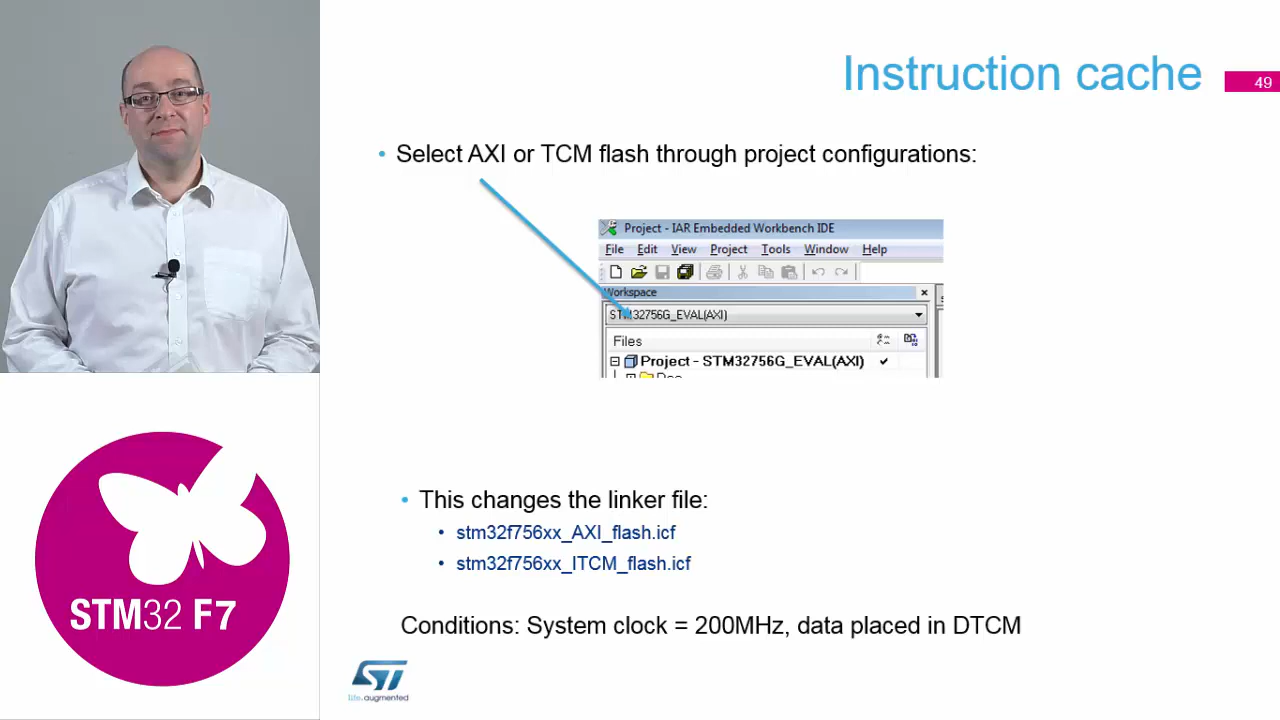 Instruction cache
49
• Select AXI or TCM flash through project configurations:
Project - IAR Embedded Workbench IDE
File Edit View Project Tools Window Help
Workspace
STM32756G_EVAL(AXI)
Files
Project - STM32756G_EVAL(AXI)
• This changes the linker file:
• stm32f756xx_AXI_flash.icf
• stm32f756xx_ITCM_flash.icf
Conditions: System clock = 200MHz, data placed in DTCM
STM32 F7
ST
life.augmented